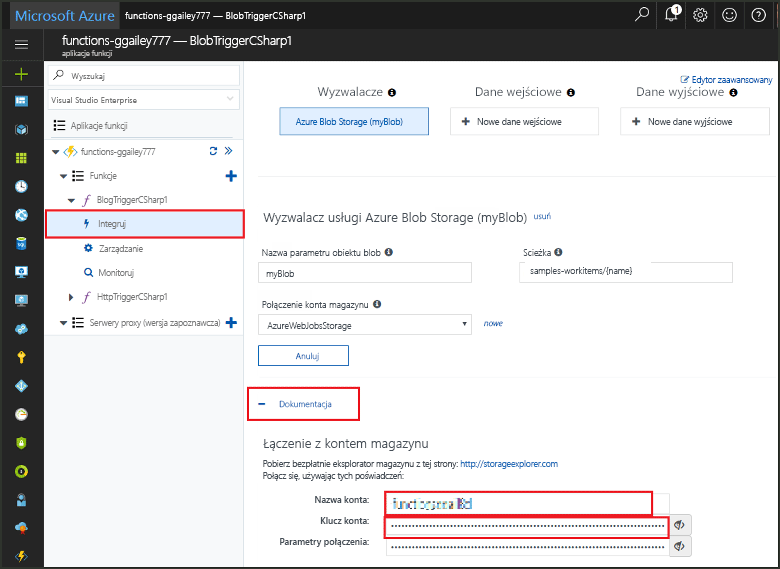 Microsoft Azure functions-ggailey777 — BlobTriggerCSharp1
1
functions-ggailey777 — BlobTriggerCSharp1
aplikacje funkcji
Wyszukaj
Visual Studio Enterprise
Aplikacje funkcji
functions-ggailey777
Funkcje
BlogTriggerCSharp1
Integruj
Zarządzanie
Monitoruj
HttpTriggerCSharp1
Serwery proxy (wersja zapoznawcza)
Edytor zaawansowany
Wyzwalacze
Dane wejściowe
Dane wyjściowe
Azure Blob Storage (myBlob)
Nowe dane wejściowe
Nowe dane wyjściowe
Wyzwalacz usługi Azure Blob Storage (myBlob) usuń
Nazwa parametru obiektu blob
Scieżka
myBlob
samples-workitems/{name}
Połączenie konta magazynu
AzureWebJobsStorage
nowe
Anuluj
Dokumentacja
Łączenie z kontem magazynu
Pobierz bezpłatnie eksplorator magazynu z tej strony: http://storageexplorer.com
Połącz się, używając tych poświadczeń:
Nazwa konta:
Klucz konta:
Parametry połączenia: